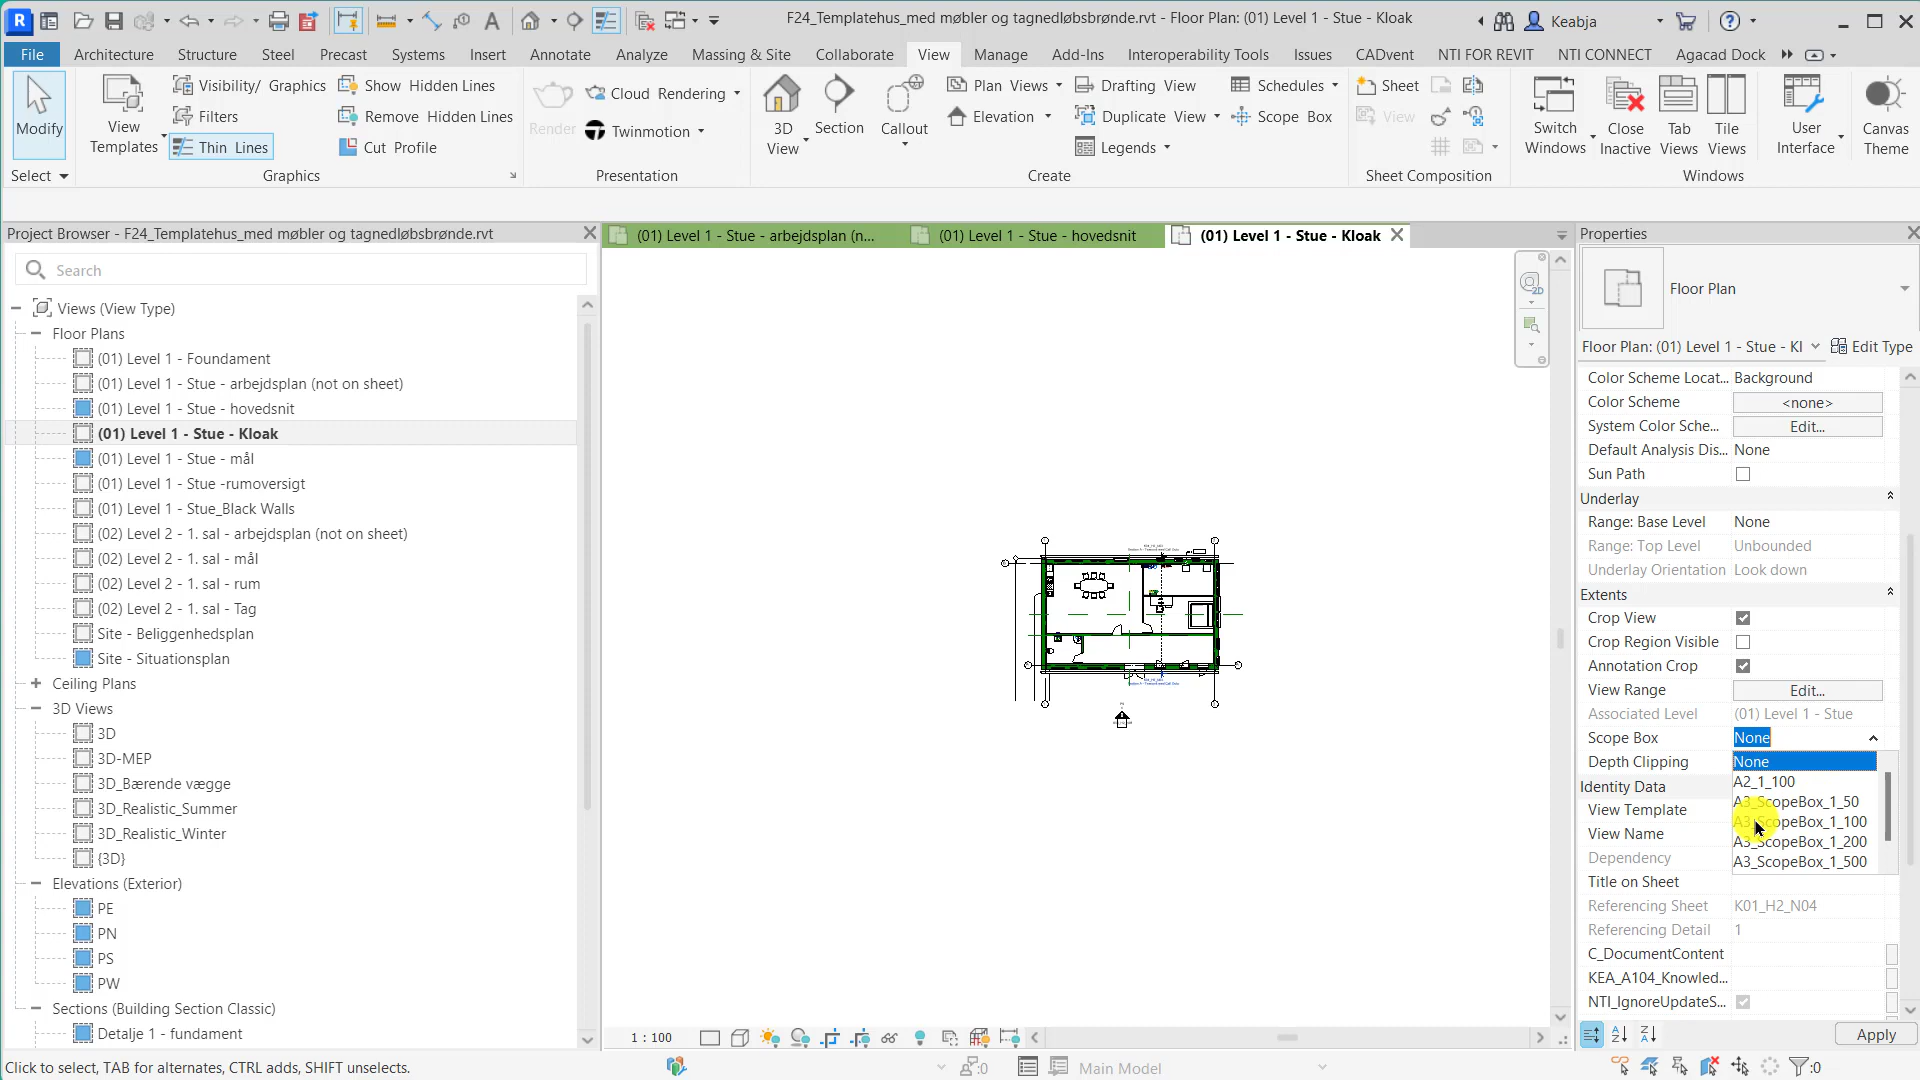 F24_Templatehus_med møbler og tagnedløbsbrønde.rvt - Floor Plan: (01) Level 1 - Stue - Kloak
Keabja
File Architecture Structure Steel Precast Systems Insert Annotate Analyze Massing & Site Collaborate View Manage Add-Ins Interoperability Tools Issues CADvent NTI FOR REVIT NTI CONNECT Agacad Dock
Modify
View Templates
Visibility/ Graphics
Filters
Thin Lines
Show Hidden Lines
Remove Hidden Lines
Cut Profile
Render
Cloud Rendering
Twinmotion
3D View
Section
Callout
Plan Views
Elevation
Drafting View
Duplicate View
Legends
Schedules
Scope Box
Sheet
View
Switch Windows
Close Inactive
Tab Views
Tile Views
User Interface
Canvas Theme
Select
Graphics
Presentation
Create
Sheet Composition
Windows
Project Browser - F24_Templatehus_med møbler og tagnedløbsbrønde.rvt
Search
Views (View Type)
Floor Plans
(01) Level 1 - Foundament
(01) Level 1 - Stue - arbejdsplan (not on sheet)
(01) Level 1 - Stue - hovedsnit
(01) Level 1 - Stue - Kloak
(01) Level 1 - Stue - mål
(01) Level 1 - Stue -rumoversigt
(01) Level 1 - Stue_Black Walls
(02) Level 2 - 1. sal - arbejdsplan (not on sheet)
(02) Level 2 - 1. sal - mål
(02) Level 2 - 1. sal - rum
(02) Level 2 - 1. sal - Tag
Site - Beliggenhedsplan
Site - Situationsplan
Ceiling Plans
3D Views
3D
3D-MEP
3D_Bærende vægge
3D_Realistic_Summer
3D_Realistic_Winter
{3D}
Elevations (Exterior)
PE
PN
PS
PW
Sections (Building Section Classic)
Detalje 1 - fundament
(01) Level 1 - Stue - arbejdsplan (n...
(01) Level 1 - Stue - hovedsnit
(01) Level 1 - Stue - Kloak
2D
1 : 100
Properties
Floor Plan
Floor Plan: (01) Level 1 - Stue - Kl
Edit Type
Color Scheme Locat... Background
Color Scheme <none>
System Color Sche... Edit...
Default Analysis Dis... None
Sun Path
Underlay
Range: Base Level None
Range: Top Level Unbounded
Underlay Orientation Look down
Extents
Crop View
Crop Region Visible
Annotation Crop
View Range Edit...
Associated Level (01) Level 1 - Stue
Scope Box None
Depth Clipping
None
A2_1_100
A3_ScopeBox_1_50
A3_ScopeBox_1_100
A3_ScopeBox_1_200
A3_ScopeBox_1_500
Identity Data
View Template
View Name
Dependency
Title on Sheet
Referencing Sheet K01_H2_N04
Referencing Detail 1
C_DocumentContent
KEA_A104_Knowled...
NTI_IgnoreUpdateS...
Apply
Click to select, TAB for alternates, CTRL adds, SHIFT unselects.
:0
Main Model
:0